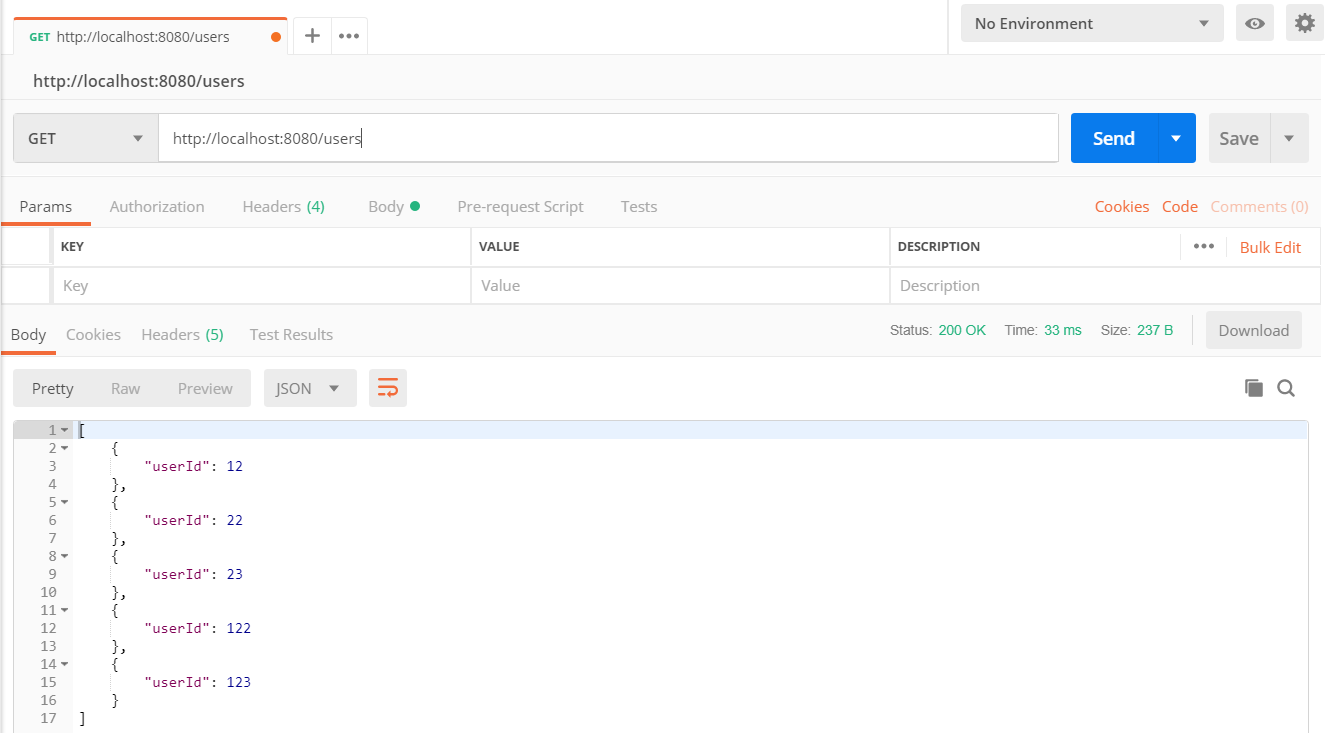 GET http://localhost:8080/users
No Environment
http://localhost:8080/users
GET http://localhost:8080/users Send Save
Params Authorization Headers (4) Body Pre-request Script Tests Cookies Code Comments (0)
KEY VALUE DESCRIPTION Bulk Edit
Key Value Description
Body Cookies Headers (5) Test Results Status: 200 OK Time: 33 ms Size: 237 B Download
Pretty Raw Preview JSON
1 [
2 {
3 "userId": 12
4 },
5 {
6 "userId": 22
7 },
8 {
9 "userId": 23
10 },
11 {
12 "userId": 122
13 },
14 {
15 "userId": 123
16 }
17 ]